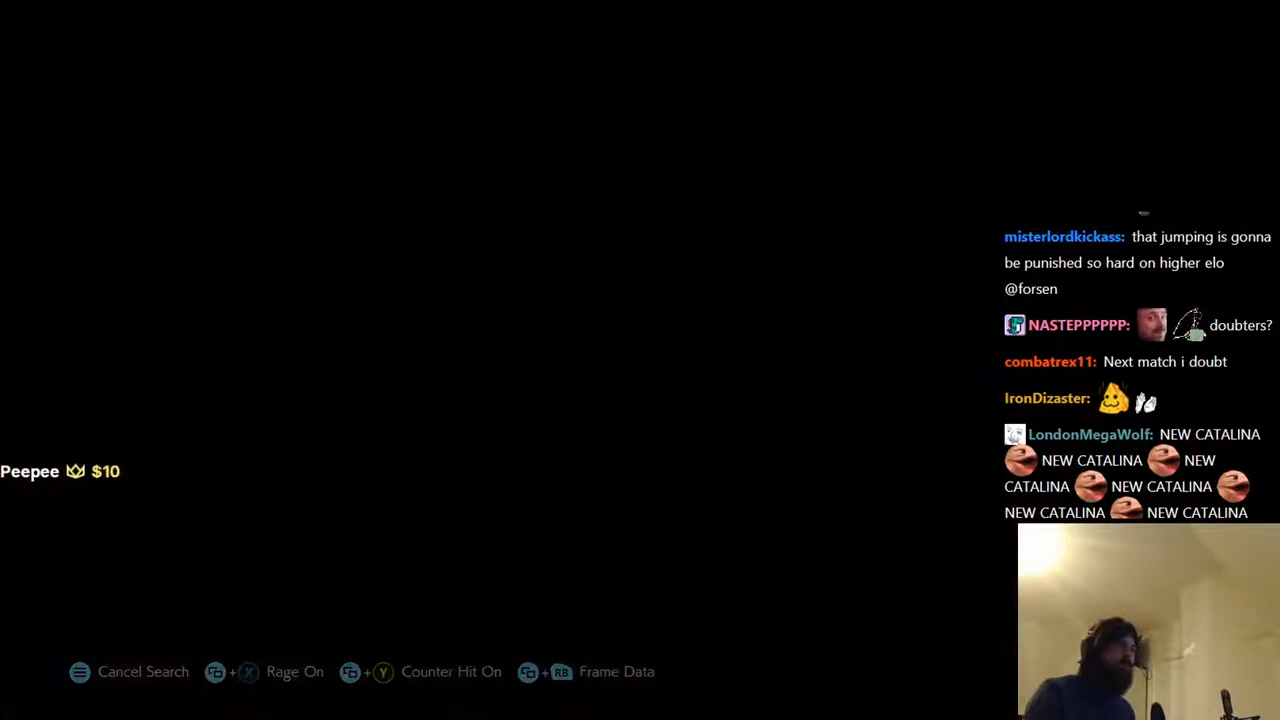 misterlordkickass: that jumping is gonna
be punished so hard on higher elo
@forsen
NASTEPPPPPP: doubters?
combatrex11: Next match i doubt
IronDizaster:
LondonMegaWolf: NEW CATALINA
NEW CATALINA NEW
CATALINA NEW CATALINA
NEW CATALINA NEW CATALINA
Peepee $10
Cancel Search + X Rage On + Y Counter Hit On + RB Frame Data